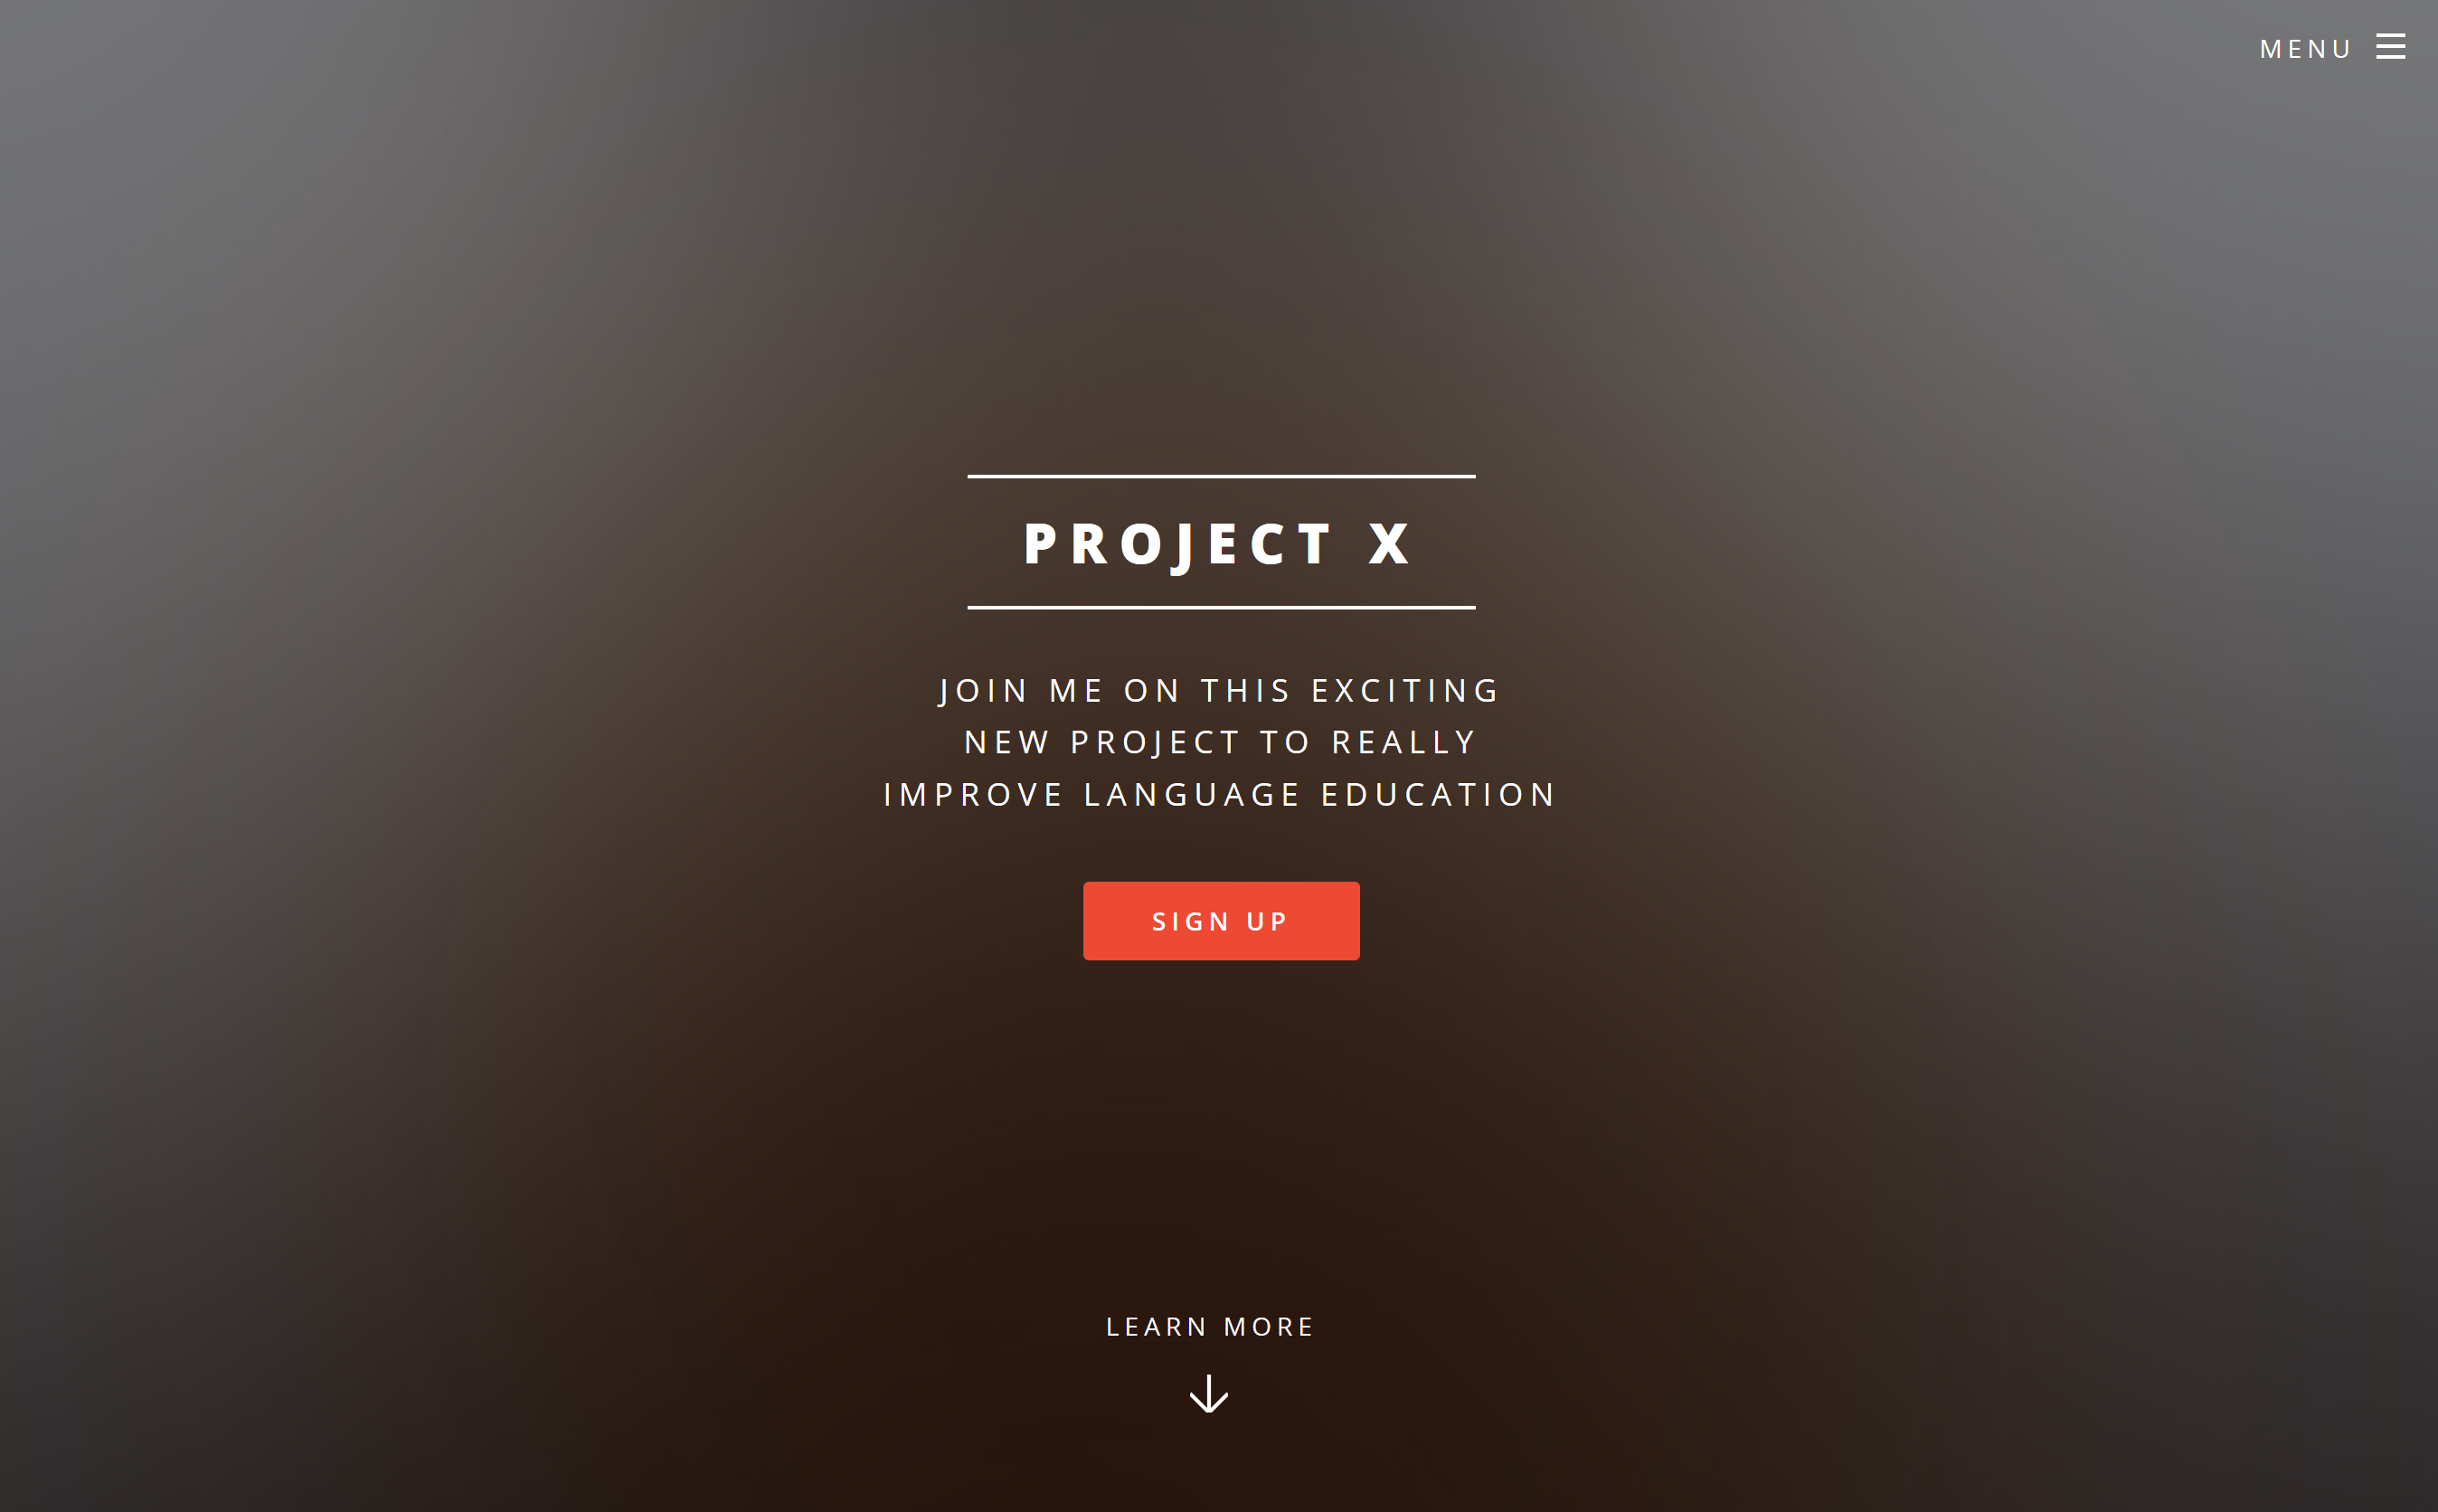 MENU
PROJECT X
JOIN ME ON THIS EXCITING
NEW PROJECT TO REALLY
IMPROVE LANGUAGE EDUCATION
SIGN UP
LEARN MORE